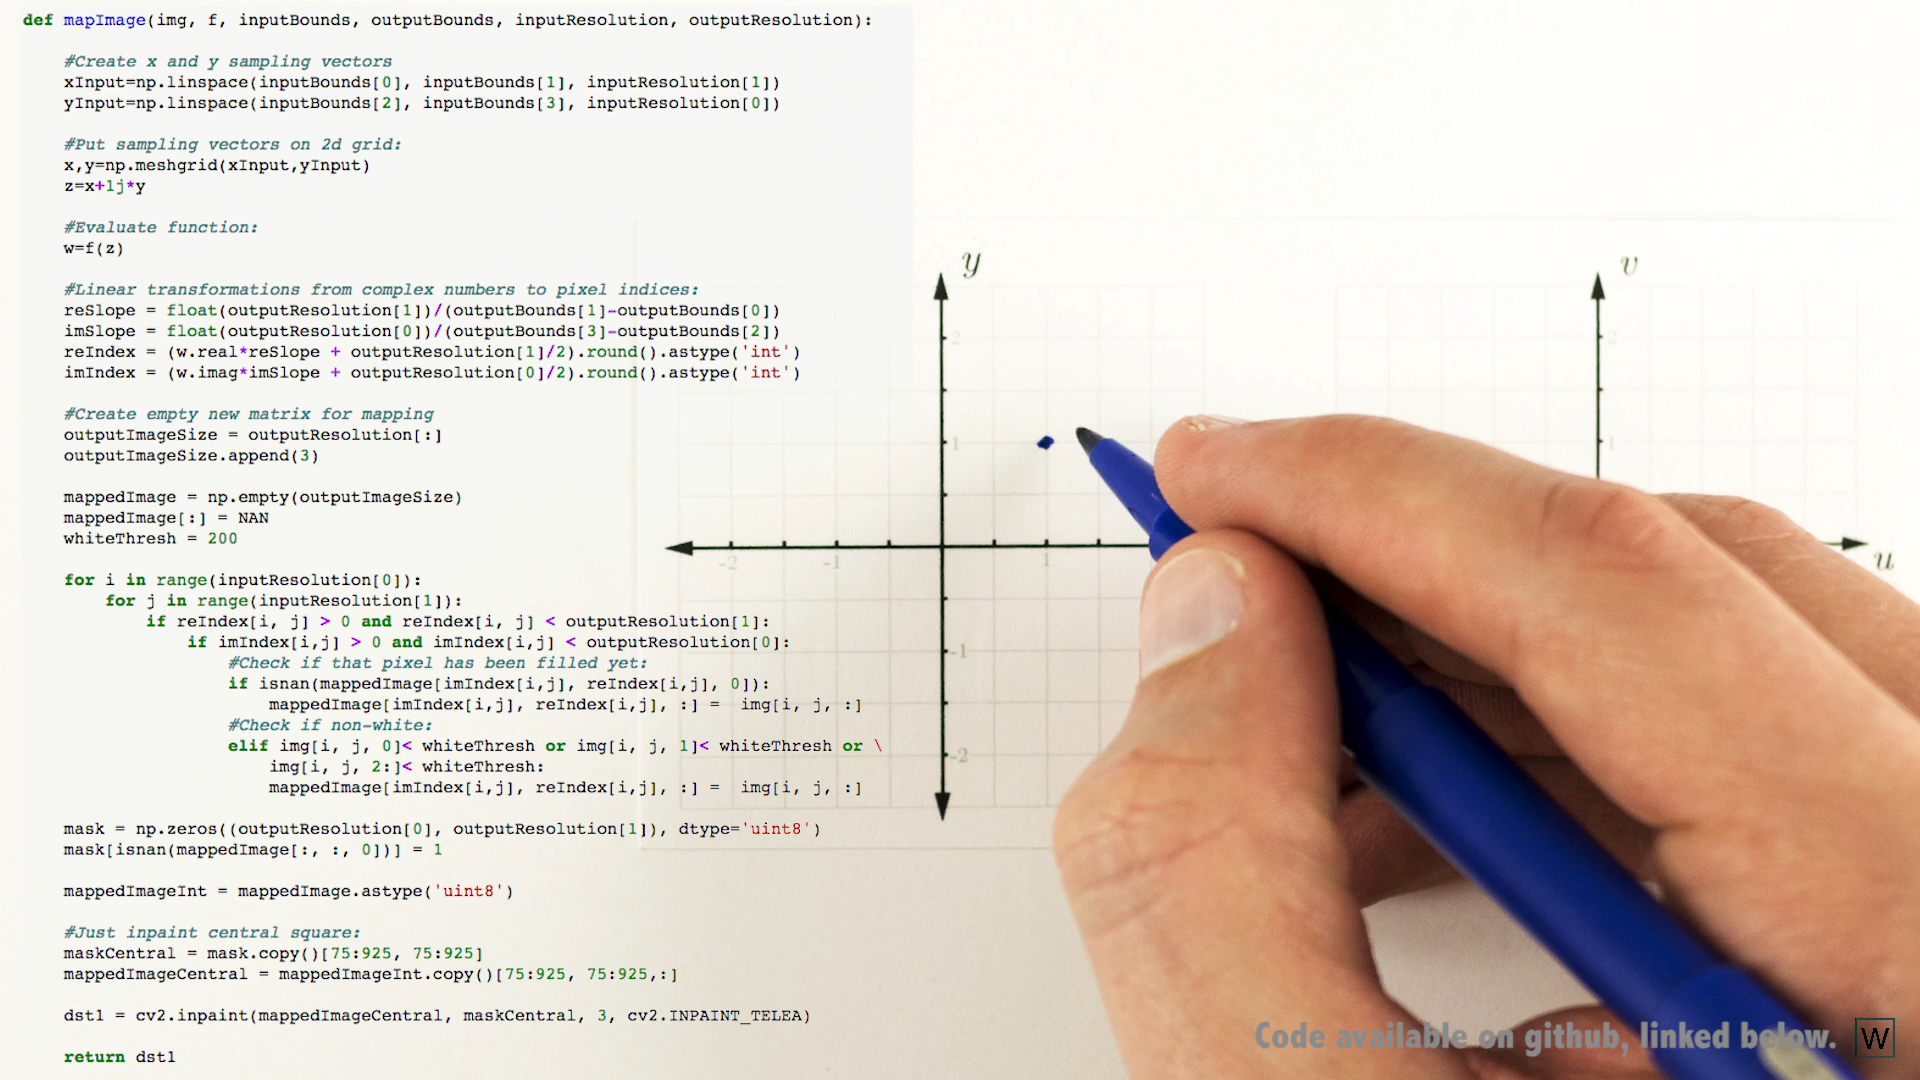 def mapImage(img, f, inputBounds, outputBounds, inputResolution, outputResolution):
#Create x and y sampling vectors
xInput=np.linspace(inputBounds[0], inputBounds[1], inputResolution[1])
yInput=np.linspace(inputBounds[2], inputBounds[3], inputResolution[0])
#Put sampling vectors on 2d grid:
x,y=np.meshgrid(xInput,yInput)
z=x+1j*y
#Evaluate function:
w=f(z)
#Linear transformations from complex numbers to pixel indices:
reSlope = float(outputResolution[1])/(outputBounds[1]-outputBounds[0])
imSlope = float(outputResolution[0])/(outputBounds[3]-outputBounds[2])
reIndex = (w.real*reSlope + outputResolution[1]/2).round().astype('int')
imIndex = (w.imag*imSlope + outputResolution[0]/2).round().astype('int')
#Create empty new matrix for mapping
outputImageSize = outputResolution[:]
outputImageSize.append(3)
mappedImage = np.empty(outputImageSize)
mappedImage[:] = NAN
whiteThresh = 200
for i in range(inputResolution[0]):
for j in range(inputResolution[1]):
if reIndex[i, j] > 0 and reIndex[i, j] < outputResolution[1]:
if imIndex[i,j] > 0 and imIndex[i,j] < outputResolution[0]:
#Check if that pixel has been filled yet:
if isnan(mappedImage[imIndex[i,j], reIndex[i,j], 0]):
mappedImage[imIndex[i,j], reIndex[i,j], :] = img[i, j, :]
#Check if non-white:
elif img[i, j, 0]< whiteThresh or img[i, j, 1]< whiteThresh or \
img[i, j, 2:]< whiteThresh:
mappedImage[imIndex[i,j], reIndex[i,j], :] = img[i, j, :]
mask = np.zeros((outputResolution[0], outputResolution[1]), dtype='uint8')
mask[isnan(mappedImage[:, :, 0])] = 1
mappedImageInt = mappedImage.astype('uint8')
#Just inpaint central square:
maskCentral = mask.copy()[75:925, 75:925]
mappedImageCentral = mappedImageInt.copy()[75:925, 75:925,:]
dst1 = cv2.inpaint(mappedImageCentral, maskCentral, 3, cv2.INPAINT_TELEA)
return dst1
y
2
1
-2 -1 1
-1
-2
v
2
1
u
Code available on github, linked below. W